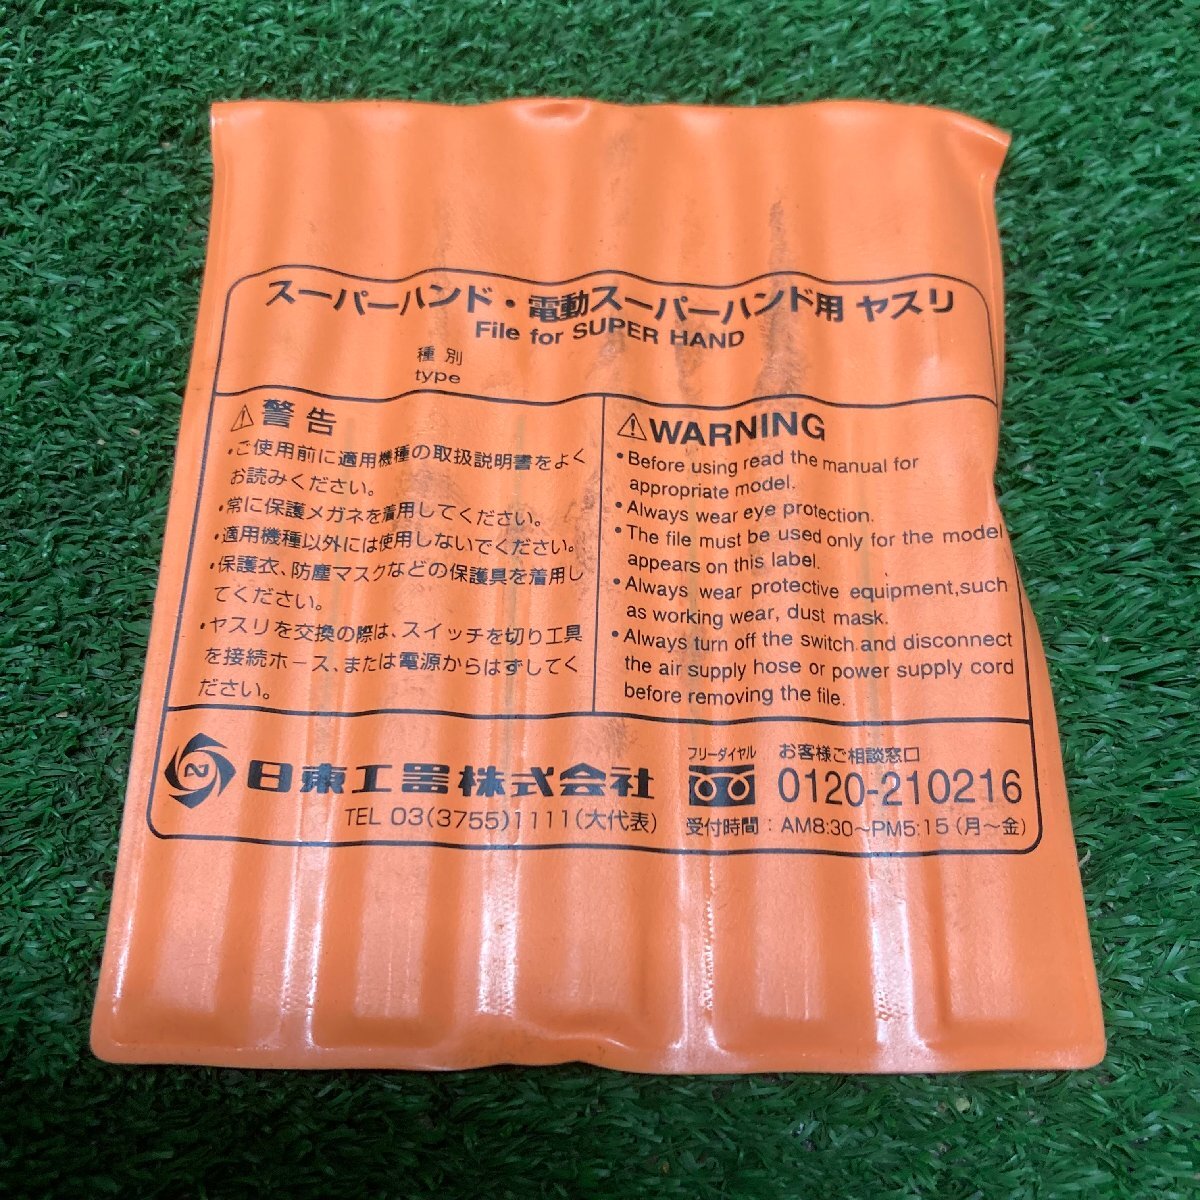 スーパーハンド・電動スーパーハンド用 ヤスリ
File for SUPER HAND
種 別
type
⚠警告
・ご使用前に適用機種の取扱説明書をよく
お読みください。
・常に保護メガネを着用してください。
・適用機種以外には使用しないでください。
・保護衣、防塵マスクなどの保護具を着用し
てください。
・ヤスリを交換の際は、スイッチを切り工具
を接続ホース、または電源からはずしてく
ださい。
⚠WARNING
•Before using read the manual for
appropriate model.
•Always wear eye protection.
•The file must be used only for the model
appears on this label.
•Always wear protective equipment,such
as working wear, dust mask.
•Always turn off the switch and disconnect
the air supply hose or power supply cord
before removing the file.
日東工器株式会社
TEL 03(3755)1111(大代表)
フリーダイヤル お客様ご相談窓口
0120-210216
受付時間：AM8:30〜PM5:15(月〜金)